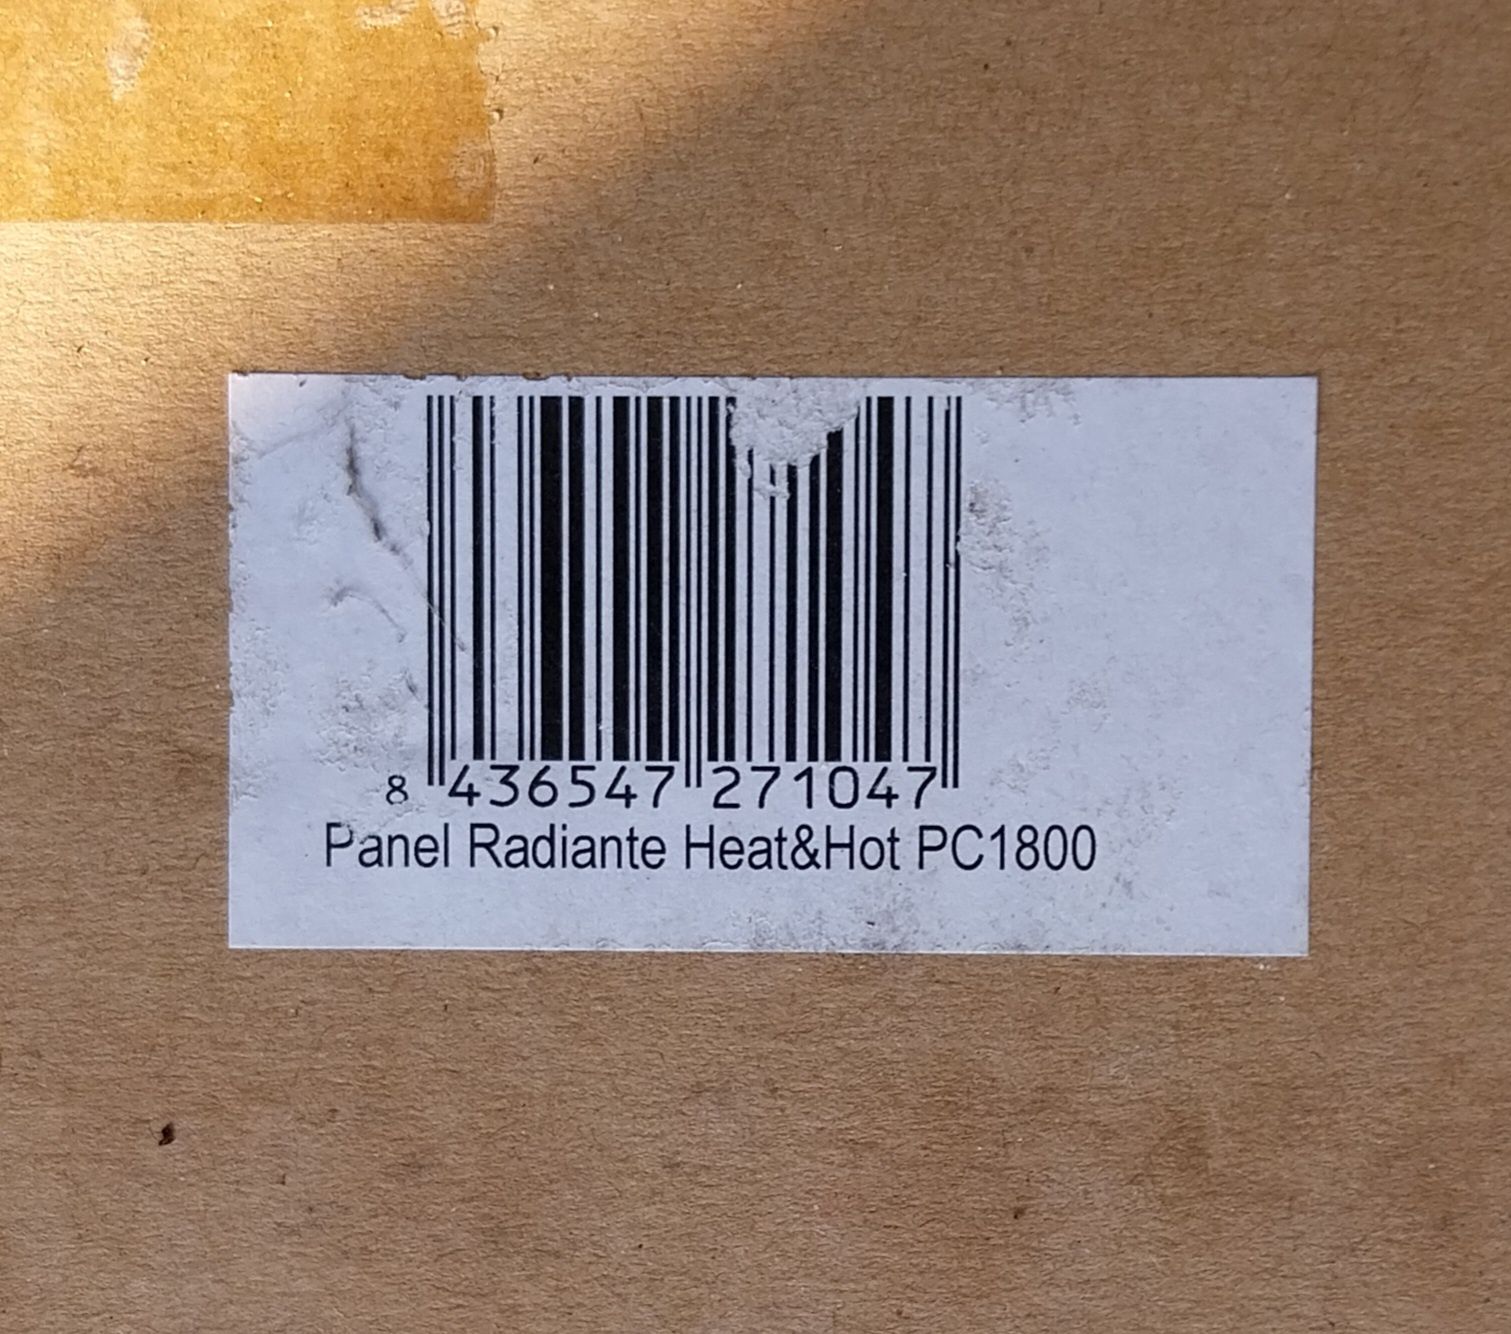 8 436547 271047
Panel Radiante Heat&Hot PC1800